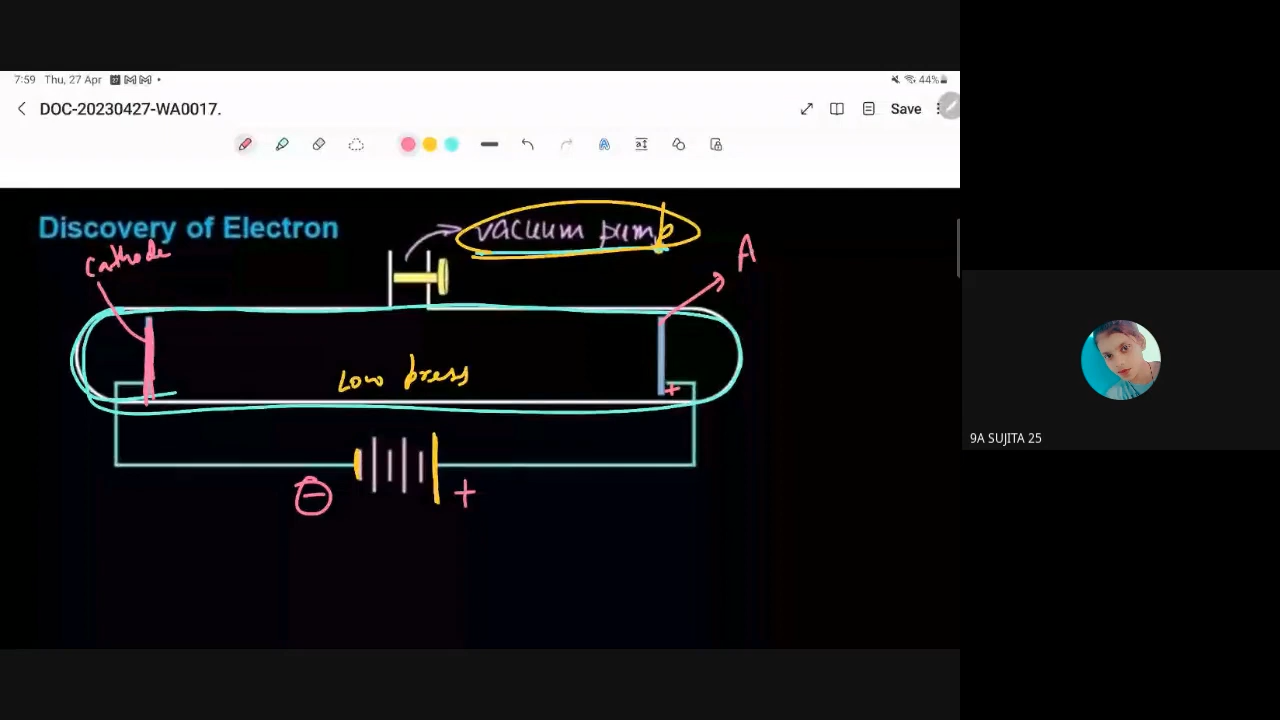 7:59 Thu, 27 Apr
44%
DOC-20230427-WA0017.
Save
Discovery of Electron
vacuum pump
Cathode
A
Low press
+
− +
9A SUJITA 25